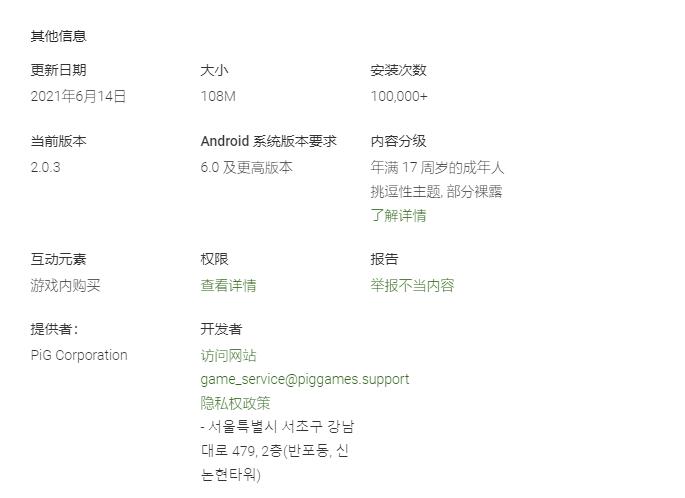 其他信息
更新日期
2021年6月14日
大小
108M
安装次数
100,000+
当前版本
2.0.3
Android 系统版本要求
6.0 及更高版本
内容分级
年满 17 周岁的成年人
挑逗性主题, 部分裸露
了解详情
互动元素
游戏内购买
权限
查看详情
报告
举报不当内容
提供者：
PiG Corporation
开发者
访问网站
game_service@piggames.support
隐私权政策
- 서울특별시 서초구 강남
대로 479, 2층(반포동, 신
논현타워)